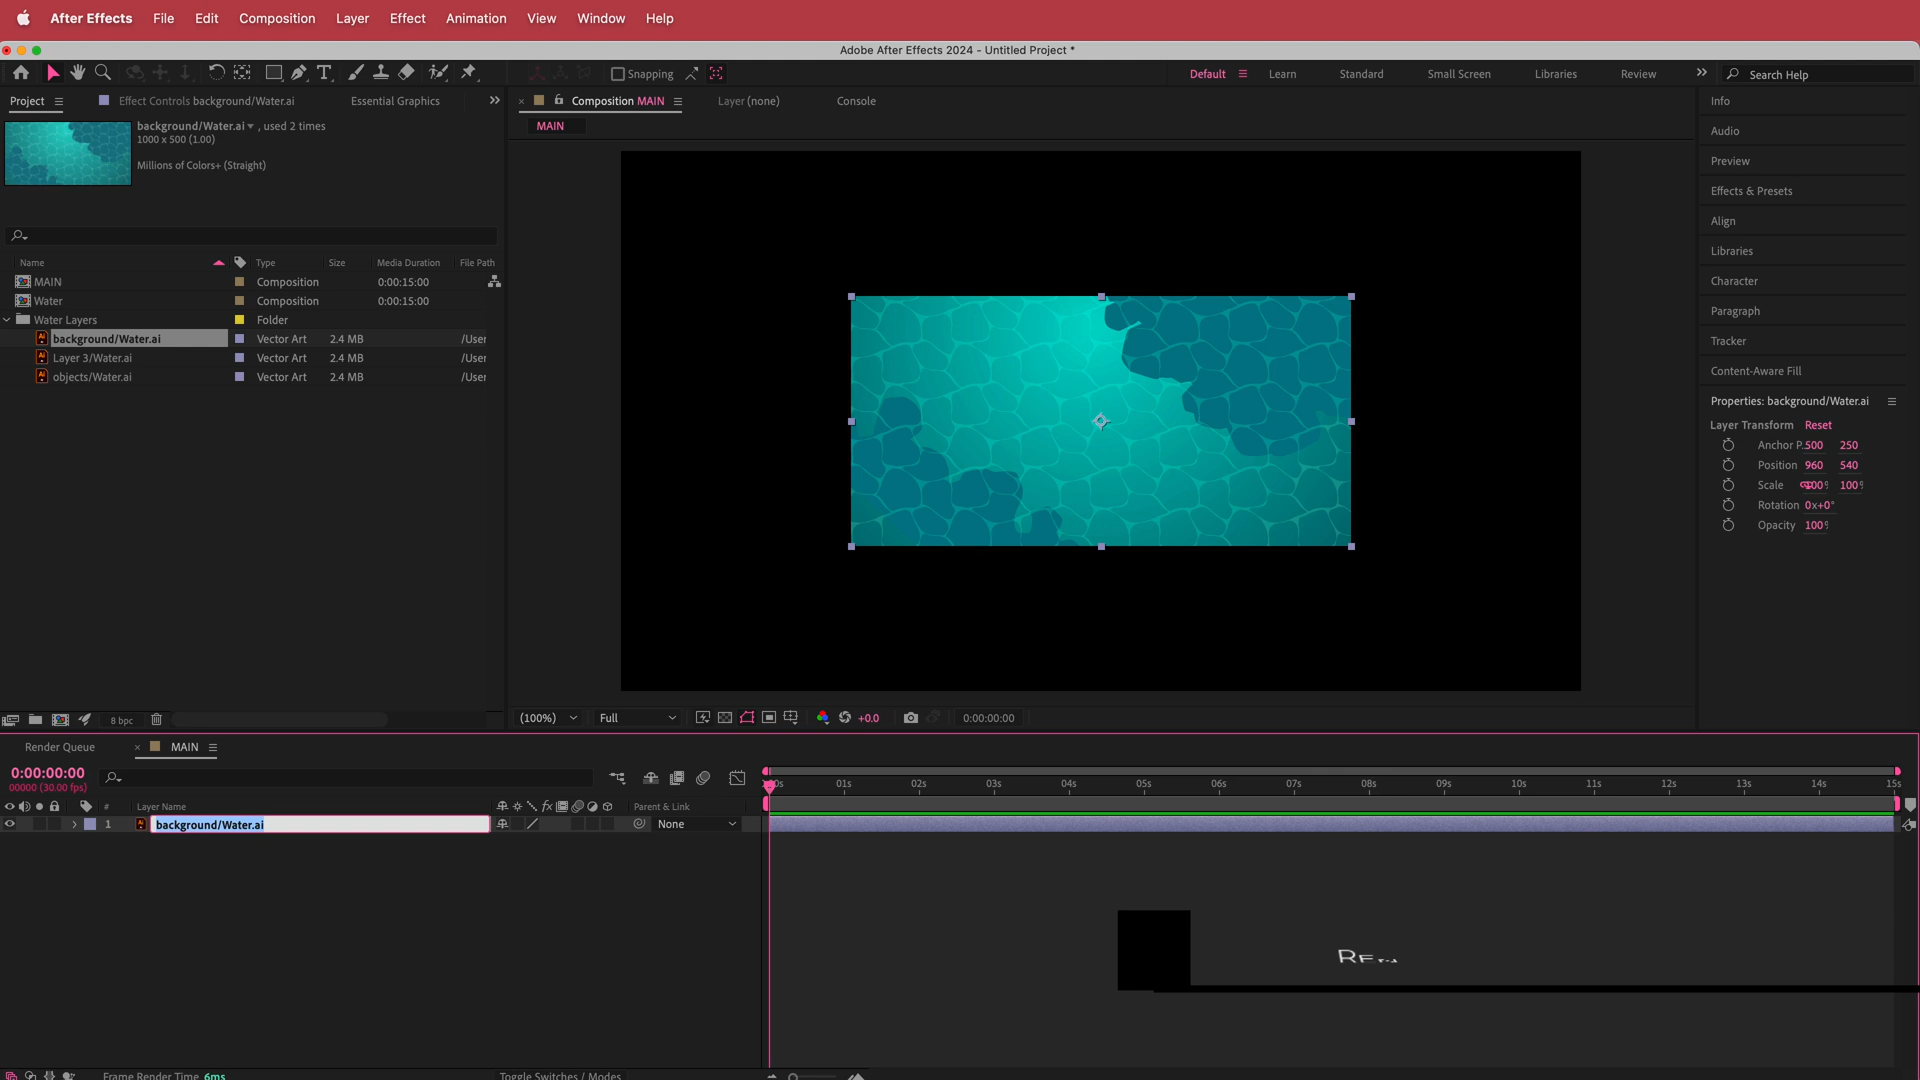 After Effects File Edit Composition Layer Effect Animation View Window Help
Adobe After Effects 2024 - Untitled Project *
Snapping
Default Learn Standard Small Screen Libraries Review Search Help
Project Effect Controls background/Water.ai Essential Graphics
Composition MAIN Layer (none) Console
MAIN
background/Water.ai , used 2 times
1000 x 500 (1.00)
Millions of Colors+ (Straight)
Name Type Size Media Duration File Path
MAIN Composition 0:00:15:00
Water Composition 0:00:15:00
Water Layers Folder
background/Water.ai Vector Art 2.4 MB /User
Layer 3/Water.ai Vector Art 2.4 MB /User
objects/Water.ai Vector Art 2.4 MB /User
8 bpc
(100%) Full +0.0 0:00:00:00
Info
Audio
Preview
Effects & Presets
Align
Libraries
Character
Paragraph
Tracker
Content-Aware Fill
Properties: background/Water.ai
Layer Transform Reset
Anchor P. 500 250
Position 960 540
Scale 100% 100%
Rotation 0x+0°
Opacity 100%
Render Queue MAIN
0:00:00:00
00000 (30.00 fps)
01s 02s 03s 04s 05s 06s 07s 08s 09s 10s 11s 12s 13s 14s 15s
# Layer Name Parent & Link
1 background/Water.ai None
Frame Render Time 6ms Toggle Switches / Modes